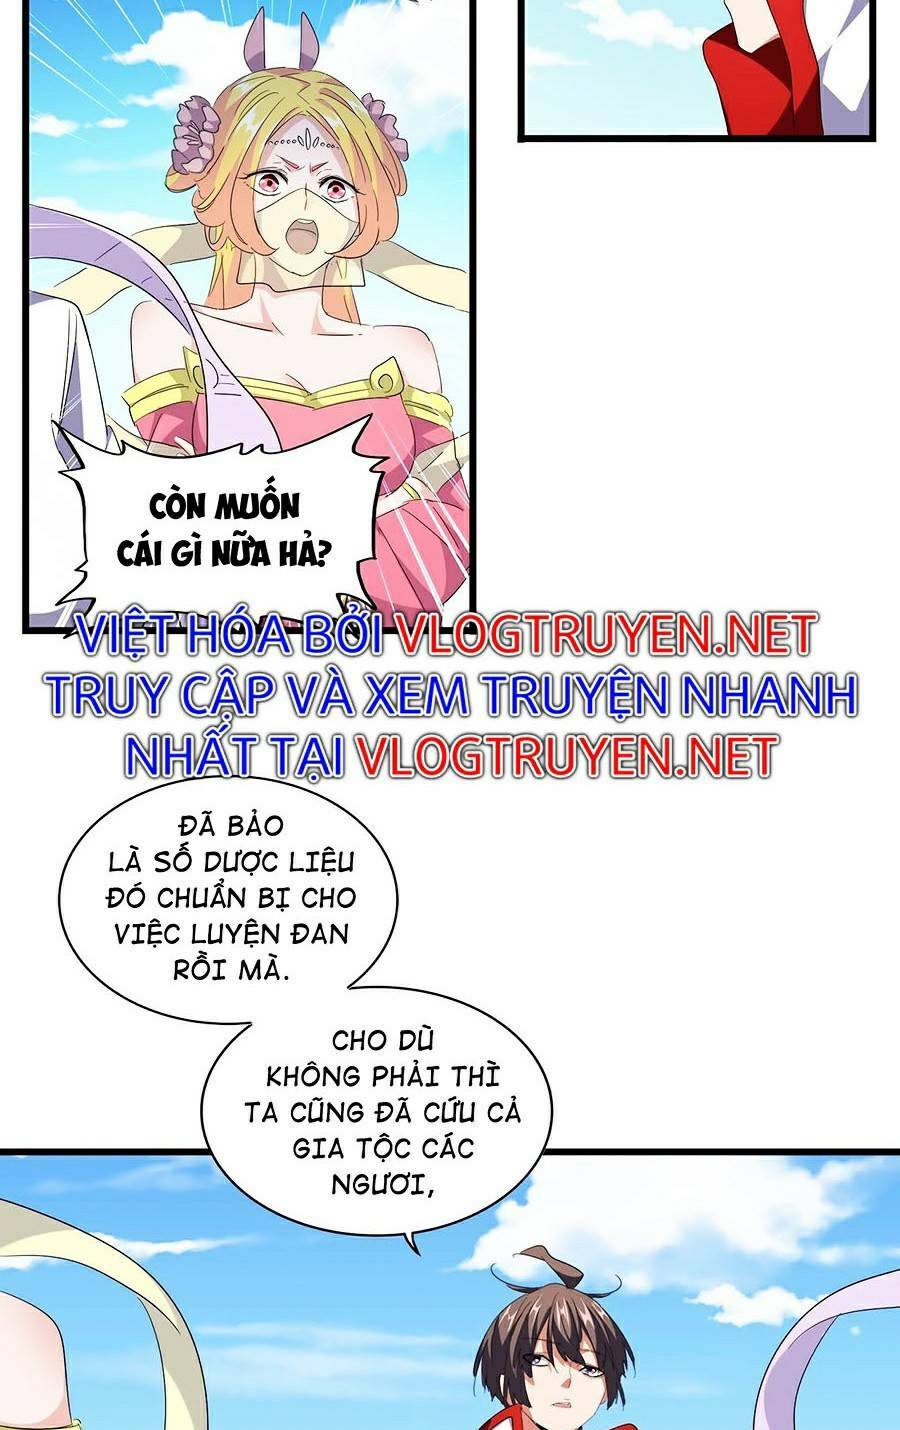 CÒN MUỐN
CÁI GÌ NỮA HẢ?
VIỆT HÓA BỞI VLOGTRUYEN.NET
TRUY CẬP VÀ XEM TRUYỆN NHANH
NHẤT TẠI VLOGTRUYEN.NET
ĐÃ BẢO
LÀ SỐ DƯỢC LIỆU
ĐÓ CHUẨN BỊ CHO
VIỆC LUYỆN ĐAN
RỒI MÀ.
CHO DÙ
KHÔNG PHẢI THÌ
TA CŨNG ĐÃ CỨU CẢ
GIA TỘC CÁC
NGƯƠI,